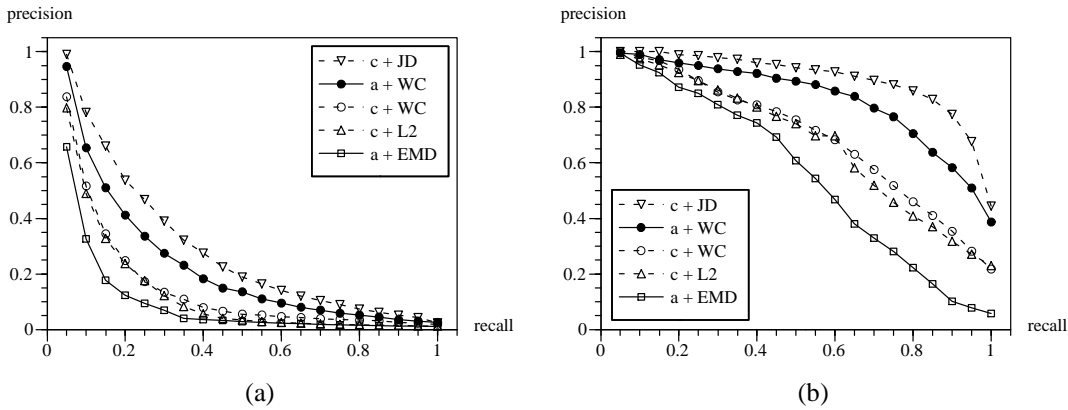 precision
1
0.8
0.6
0.4
0.2
0
0 0.2 0.4 0.6 0.8 1
recall
c + JD
a + WC
c + WC
c + L2
a + EMD
(a)
precision
1
0.8
0.6
0.4
0.2
0
0 0.2 0.4 0.6 0.8 1
recall
c + JD
a + WC
c + WC
c + L2
a + EMD
(b)